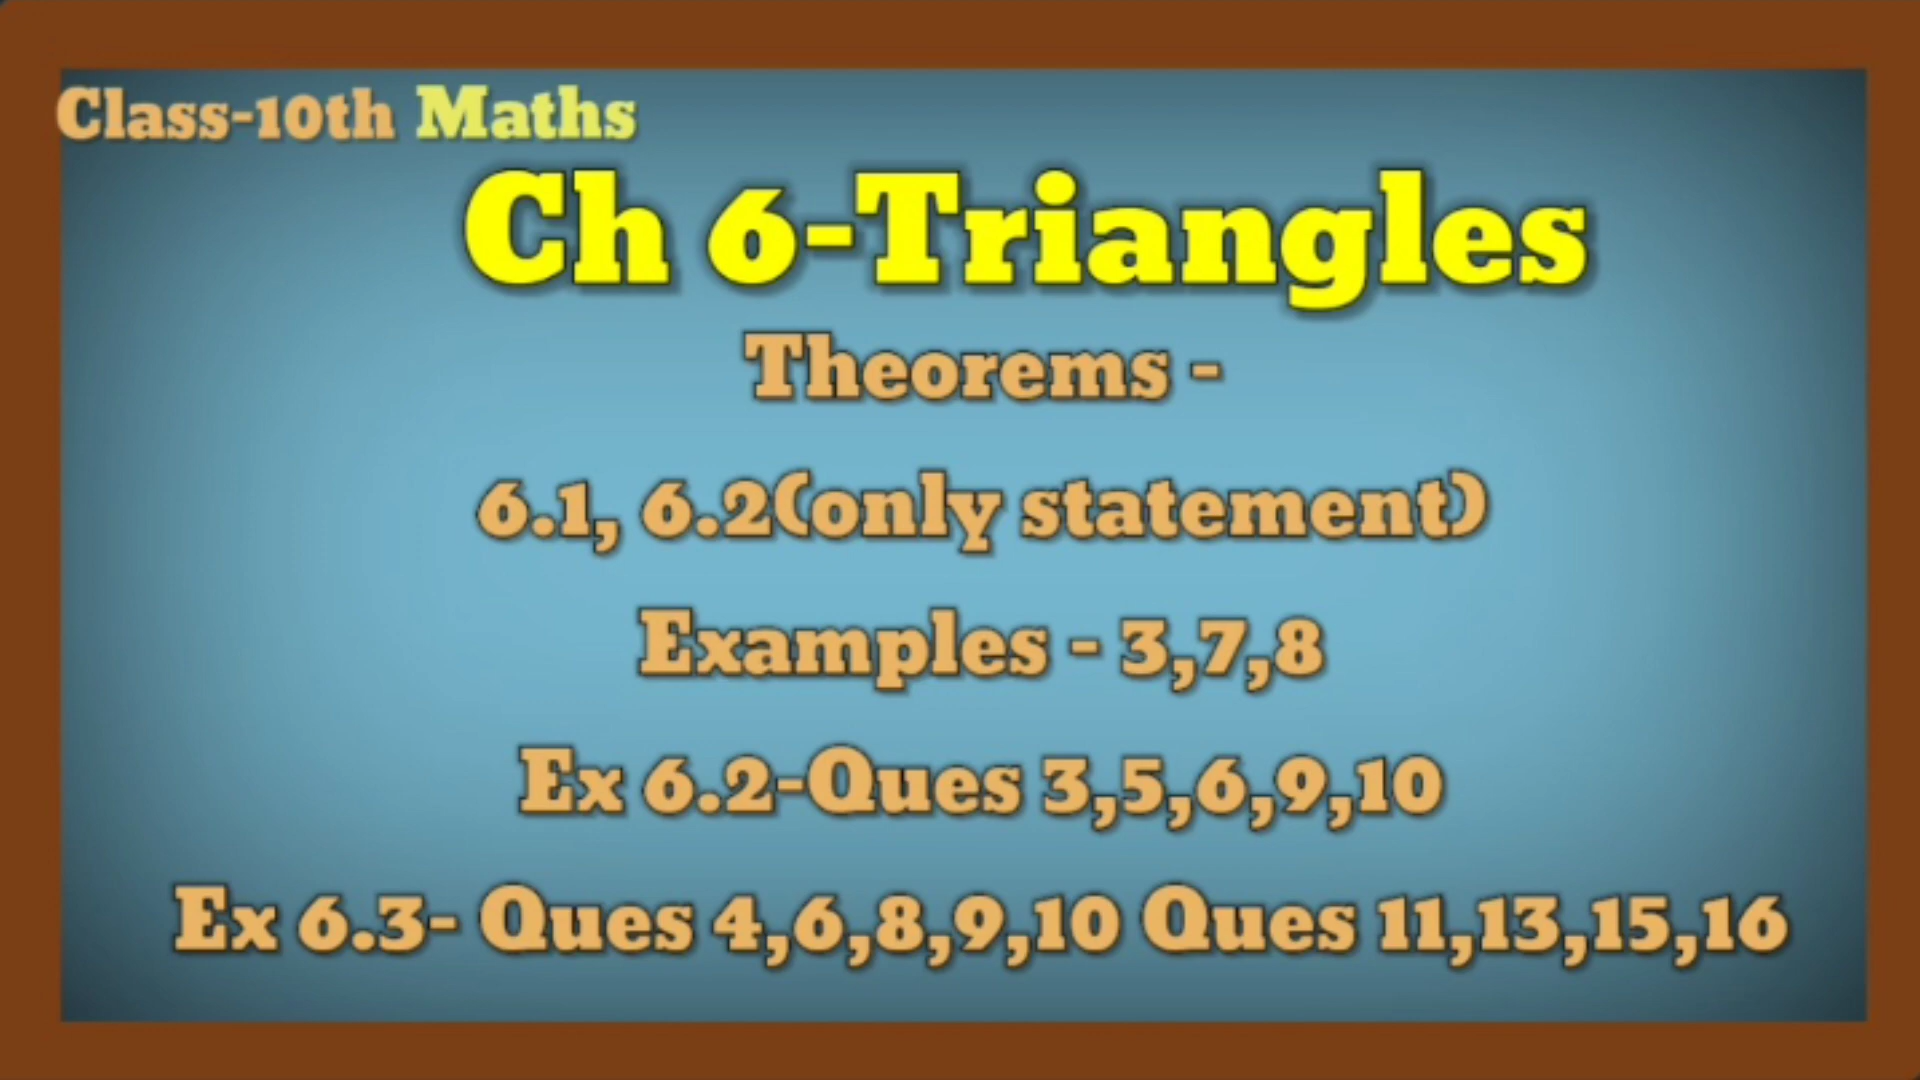 Class-10th Maths
Ch 6-Triangles
Theorems -
6.1, 6.2(only statement)
Examples - 3,7,8
Ex 6.2-Ques 3,5,6,9,10
Ex 6.3- Ques 4,6,8,9,10 Ques 11,13,15,16